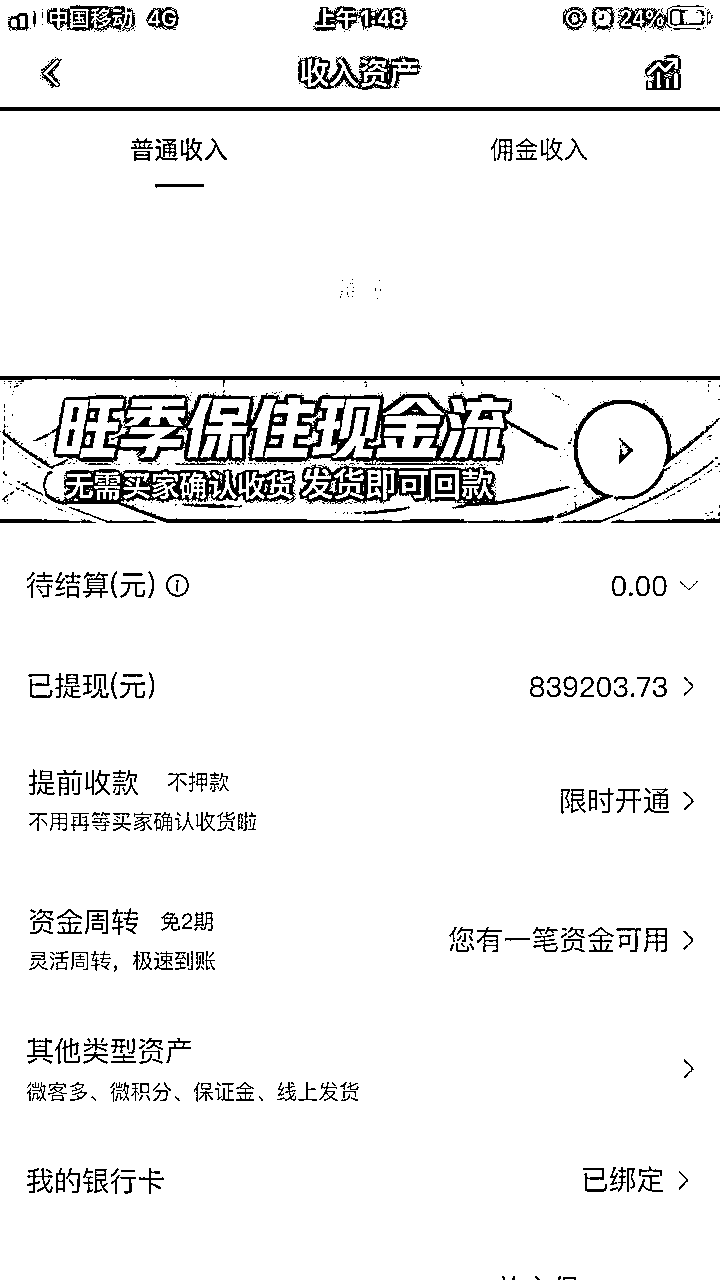 中国移动 4G 上午1:48 24%
收入资产
普通收入 佣金收入
旺季保住现金流
无需买家确认收货 发货即可回款
待结算(元) 0.00
已提现(元) 839203.73
提前收款 不押款
不用再等买家确认收货啦
限时开通
资金周转 免2期
灵活周转，极速到账
您有一笔资金可用
其他类型资产
微客多、微积分、保证金、线上发货
我的银行卡 已绑定